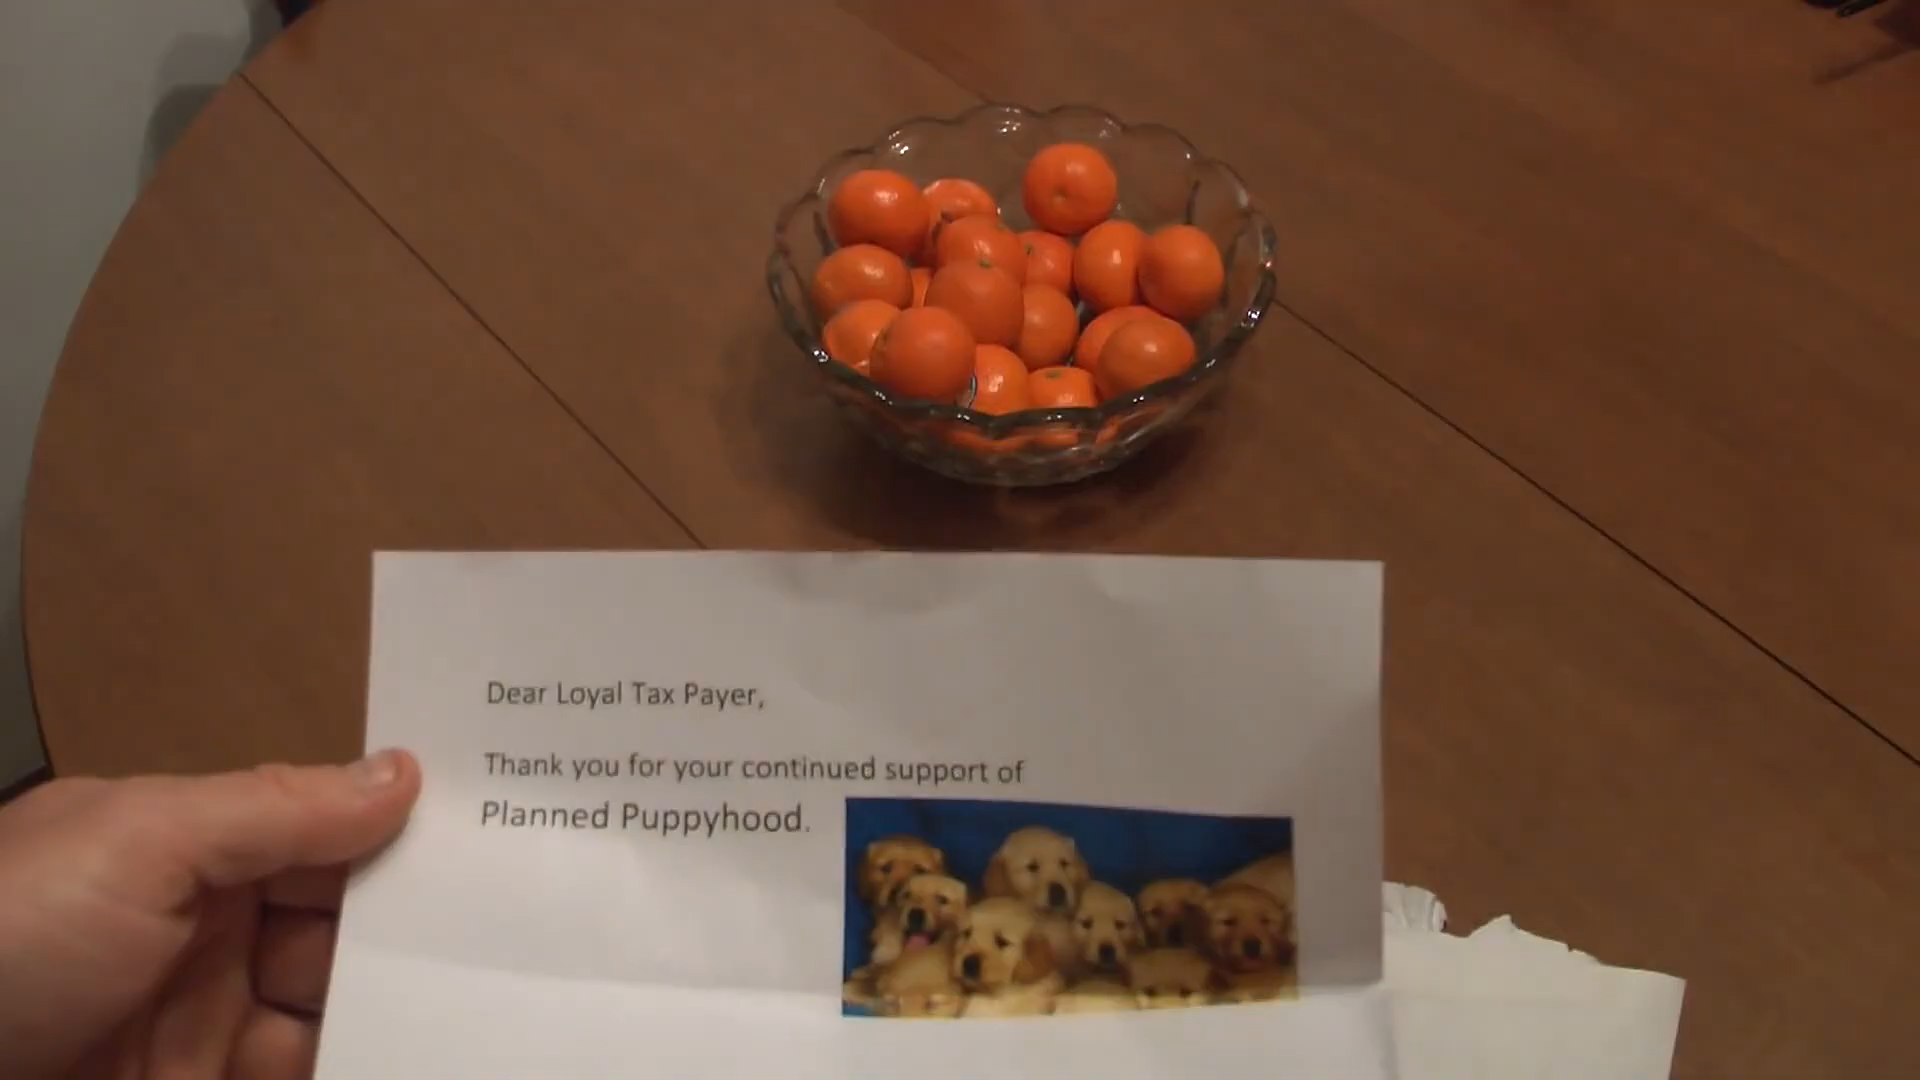 Dear Loyal Tax Payer,
Thank you for your continued support of
Planned Puppyhood.